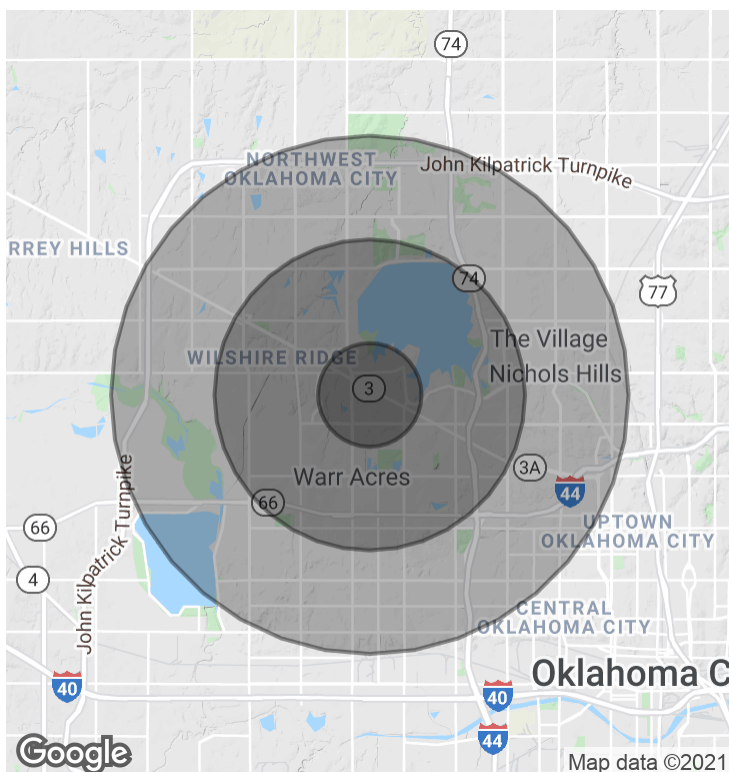 74
NORTHWEST
OKLAHOMA CITY
John Kilpatrick Turnpike
RREY HILLS
74
77
The Village
WILSHIRE RIDGE
Nichols Hills
3
Warr Acres
3A
44
66
66
UPTOWN
OKLAHOMA CITY
John Kilpatrick Turnpike
4
CENTRAL
OKLAHOMA CITY
Oklahoma C
40
40
44
Google
Map data ©2021